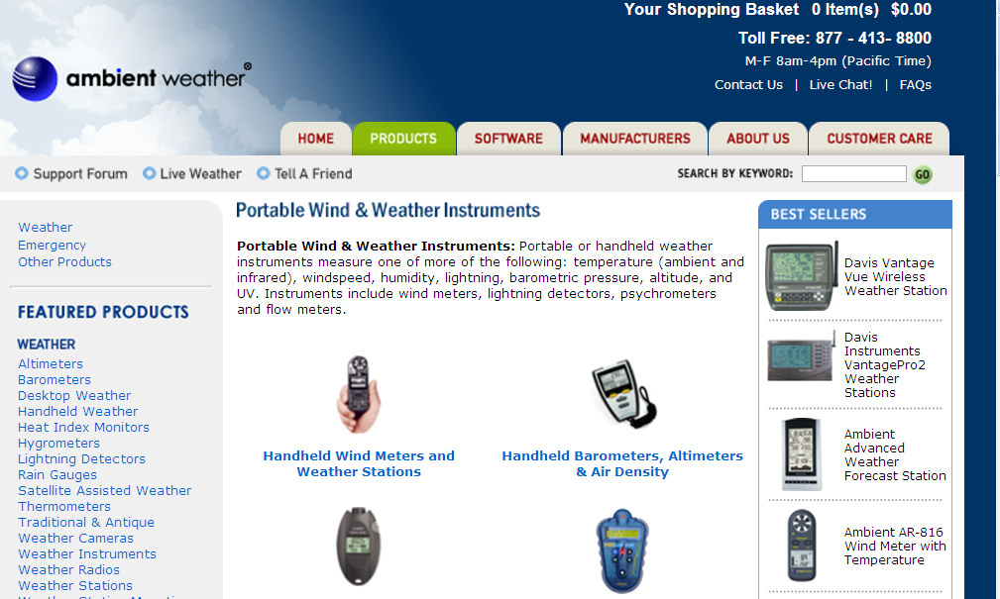 Your Shopping Basket 0 Item(s) $0.00
Toll Free: 877 - 413- 8800
M-F 8am-4pm (Pacific Time)
Contact Us | Live Chat! | FAQs
ambient weather®
HOME PRODUCTS SOFTWARE MANUFACTURERS ABOUT US CUSTOMER CARE
Support Forum Live Weather Tell A Friend SEARCH BY KEYWORD: GO
Weather
Emergency
Other Products
FEATURED PRODUCTS
WEATHER
Altimeters
Barometers
Desktop Weather
Handheld Weather
Heat Index Monitors
Hygrometers
Lightning Detectors
Rain Gauges
Satellite Assisted Weather
Thermometers
Traditional & Antique
Weather Cameras
Weather Instruments
Weather Radios
Weather Stations
Portable Wind & Weather Instruments
Portable Wind & Weather Instruments: Portable or handheld weather
instruments measure one of more of the following: temperature (ambient and
infrared), windspeed, humidity, lightning, barometric pressure, altitude, and
UV. Instruments include wind meters, lightning detectors, psychrometers
and flow meters.
Handheld Wind Meters and
Weather Stations
Handheld Barometers, Altimeters
& Air Density
BEST SELLERS
Davis Vantage
Vue Wireless
Weather Station
Davis
Instruments
VantagePro2
Weather
Stations
Ambient
Advanced
Weather
Forecast Station
Ambient AR-816
Wind Meter with
Temperature